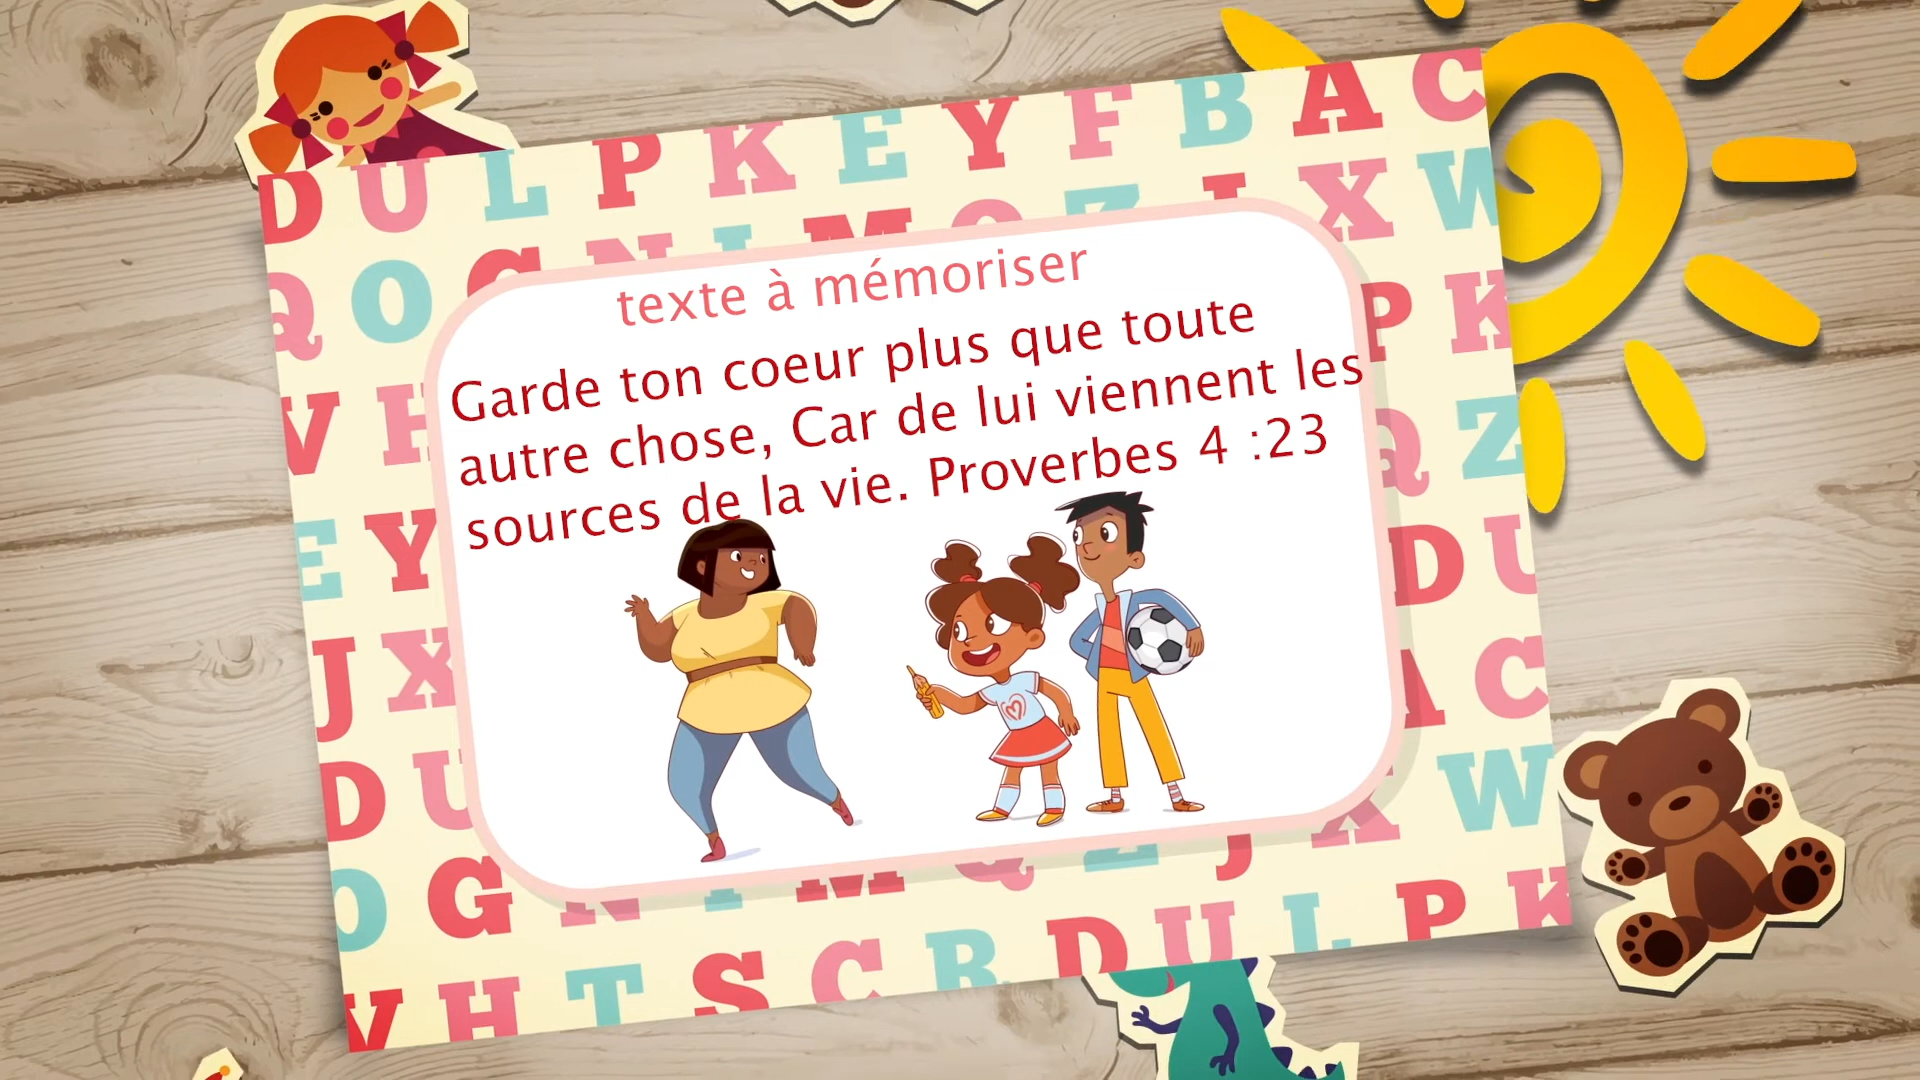 texte à mémoriser
Garde ton coeur plus que toute
autre chose, Car de lui viennent les
sources de la vie. Proverbes 4 :23
D U L P K E Y F B A C
Q O G N I M Q Z J X W
V H P K
Q Z
E Y D U
J X A C
D U X W
O G N I M Q Z J P K
V H T S C B D U L